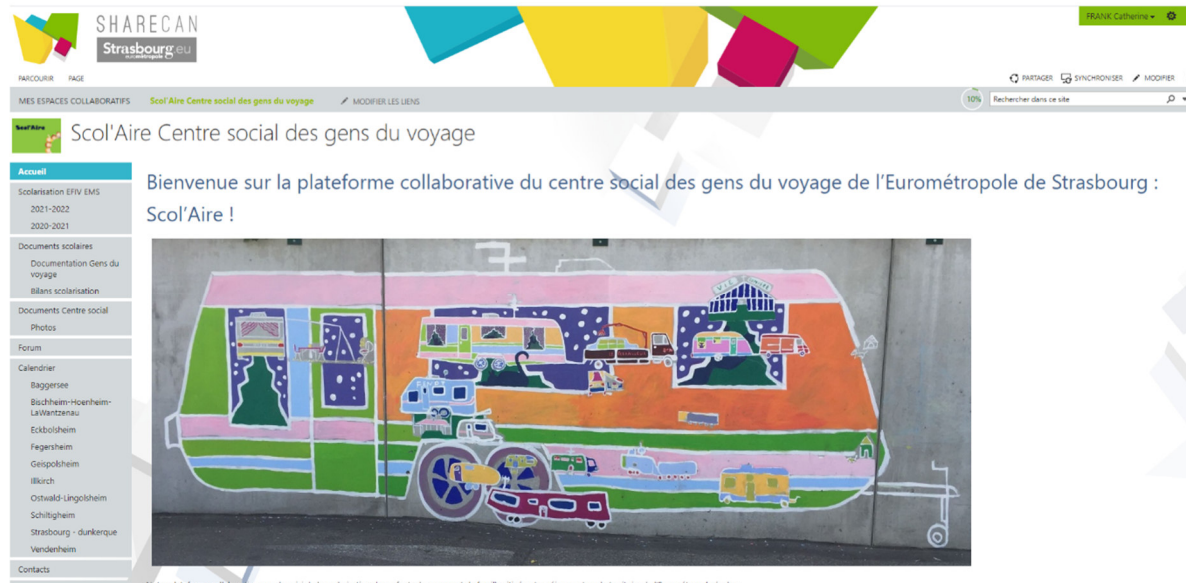 SHARECAN
Strasbourg.eu
eurométropole
FRANK Catherine
PARCOURIR PAGE
PARTAGER SYNCHRONISER MODIFIER
MES ESPACES COLLABORATIFS Scol'Aire Centre social des gens du voyage MODIFIER LES LIENS
10% Rechercher dans ce site
Scol'Aire
Scol'Aire Centre social des gens du voyage
Accueil
Scolarisation EFIV EMS
2021-2022
2020-2021
Documents scolaires
Documentation Gens du
voyage
Bilans scolarisation
Documents Centre social
Photos
Forum
Calendrier
Baggersee
Bischheim-Hoenheim-
LaWantzenau
Eckbolsheim
Fegersheim
Geispolsheim
Illkirch
Ostwald-Lingolsheim
Schiltigheim
Strasbourg - dunkerque
Vendenheim
Contacts
Bienvenue sur la plateforme collaborative du centre social des gens du voyage de l'Eurométropole de Strasbourg :
Scol'Aire !